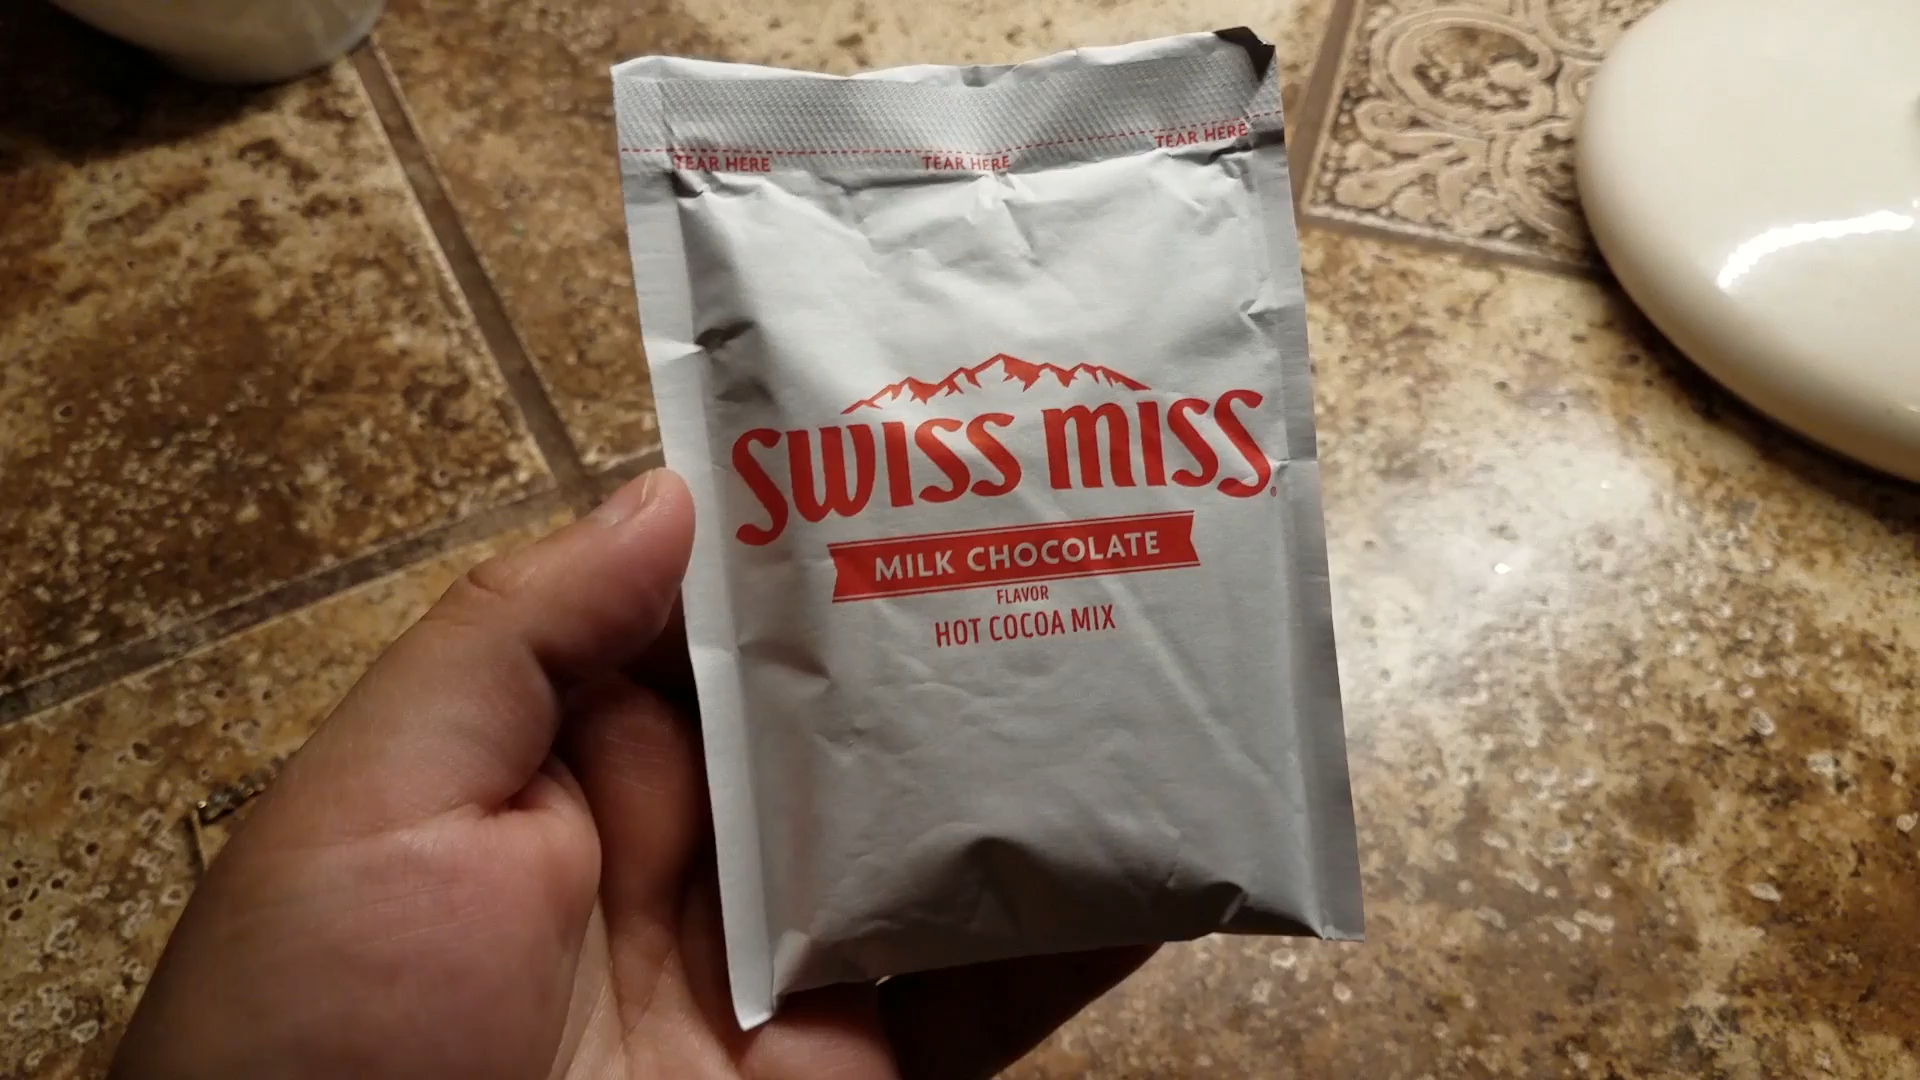 TEAR HERE TEAR HERE TEAR HERE
SWISS MISS®
MILK CHOCOLATE
FLAVOR
HOT COCOA MIX